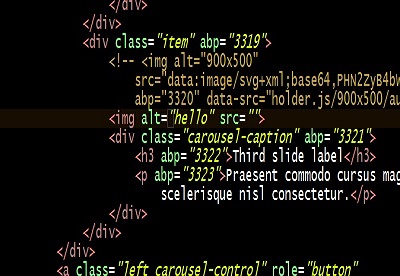 </div>
</div>
<div class="item" abp="3319">
<!-- <img alt="900x500"
src="data:image/svg+xml;base64,PHN2ZyB4bW
abp="3320" data-src="holder.js/900x500/au
<img alt="hello" src="">
<div class="carousel-caption" abp="3321">
<h3 abp="3322">Third slide label</h3>
<p abp="3323">Praesent commodo cursus mag
scelerisque nisl consectetur.</p>
</div>
</div>
</div>
<a class="left carousel-control" role="button"